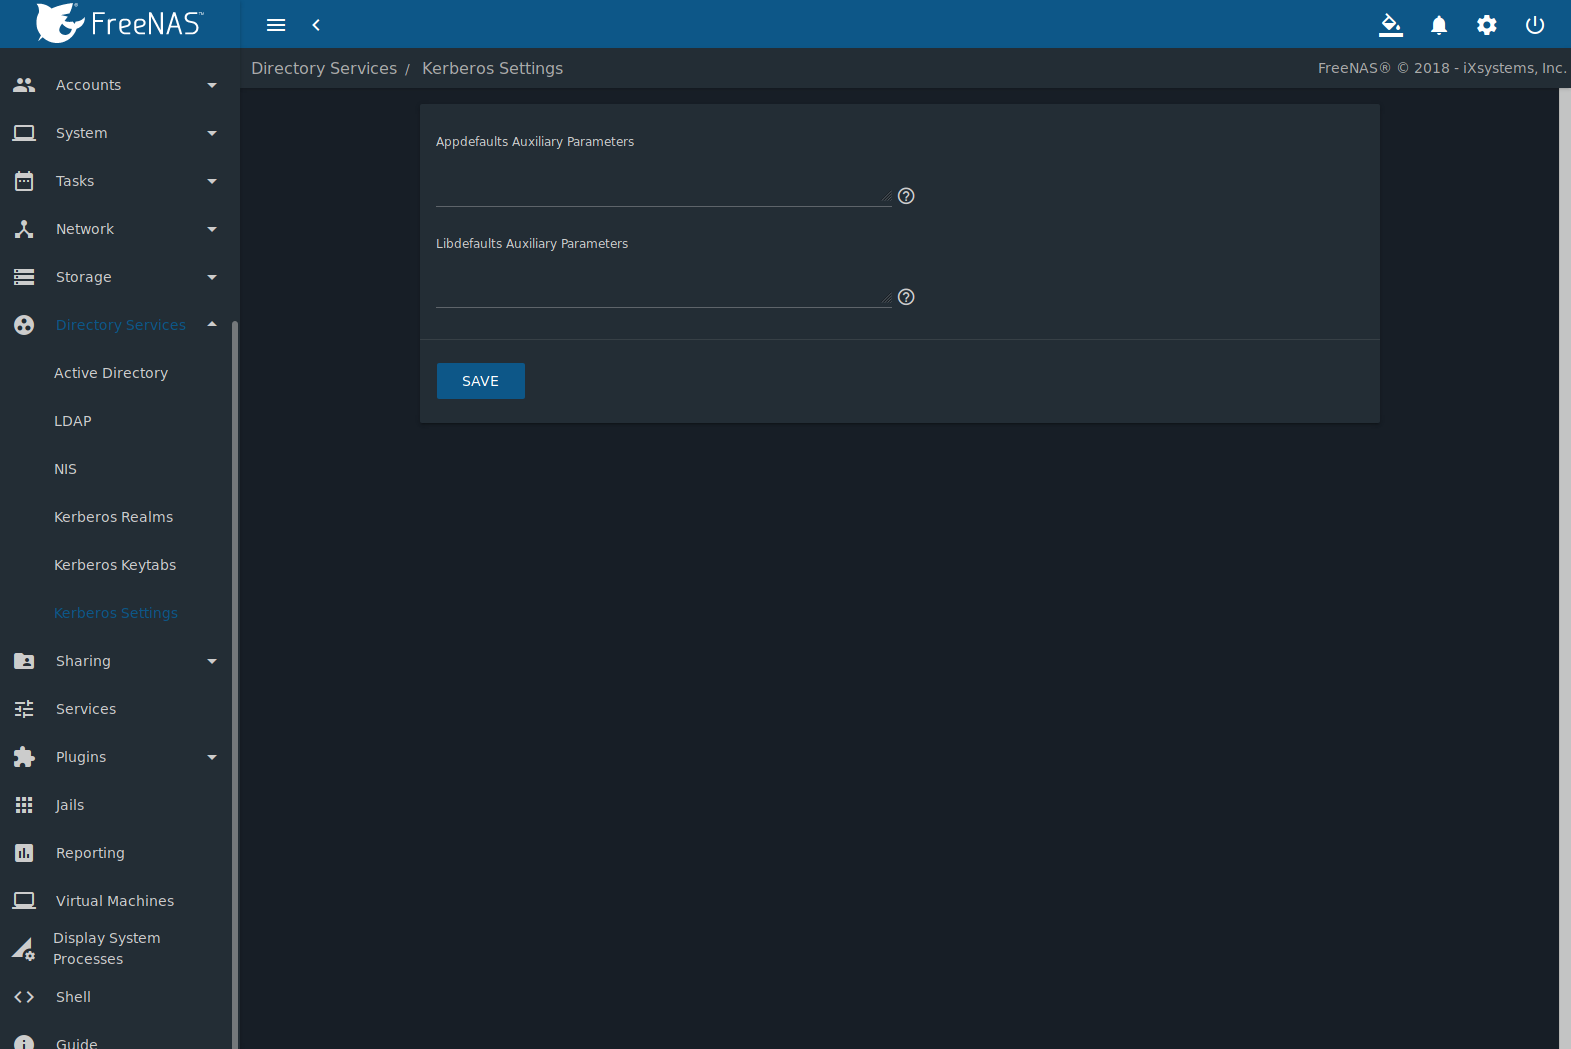 FreeNAS™
Directory Services / Kerberos Settings
FreeNAS® © 2018 - iXsystems, Inc.
Accounts
System
Tasks
Network
Storage
Directory Services
Active Directory
LDAP
NIS
Kerberos Realms
Kerberos Keytabs
Kerberos Settings
Sharing
Services
Plugins
Jails
Reporting
Virtual Machines
Display System
Processes
Shell
Guide
Appdefaults Auxiliary Parameters
Libdefaults Auxiliary Parameters
SAVE